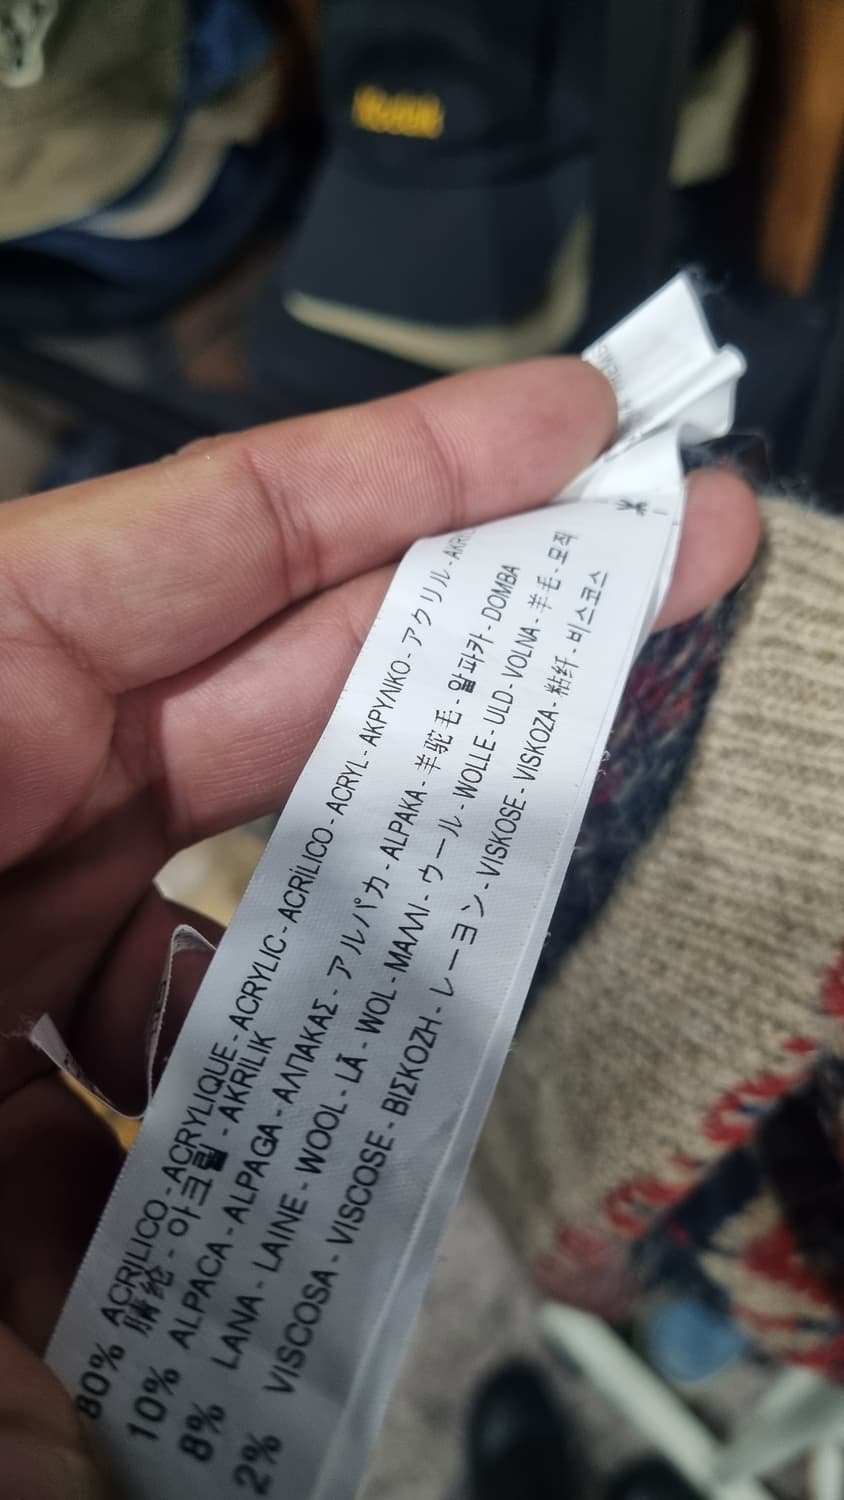 80% ACRILICO - ACRYLIQUE - ACRYLIC - ACRİLICO - ACRYL - ΑΚΡΥΛΙΚΟ - アクリル -
腈纶 - 아크릴 - AKRILIK
10% ALPACA - ALPAGA - ΑΛΠΑΚΑΣ - アルパカ - ALPAKA - 羊驼毛 - 알파카 - DOMBA
8% LANA - LAINE - WOOL - LÃ - WOL - ΜΑΛΛΙ - ウール - WOLLE - ULD - VOLNA - 羊毛 - 모직
2% VISCOSA - VISCOSE - ΒΙΣΚΟΖΗ - レーヨン - VISKOSE - VISKOZA - 粘纤 - 비스코스